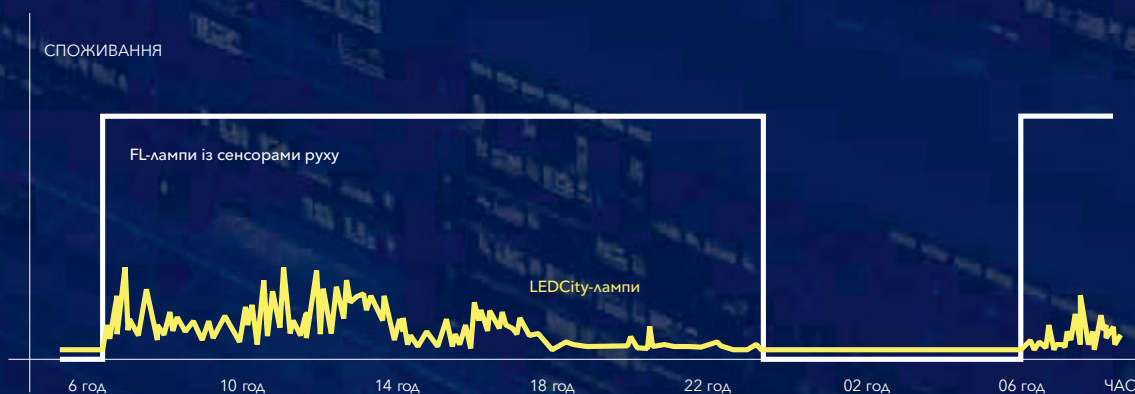 СПОЖИВАННЯ
FL-лампи із сенсорами руху
LEDCity-лампи
6 год 10 год 14 год 18 год 22 год 02 год 06 год ЧАС